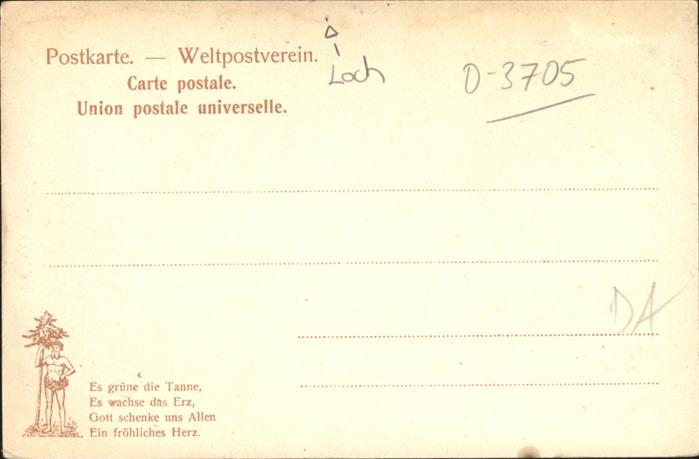 Postkarte. — Weltpostverein.
Carte postale.
Union postale universelle.
Loch
D-3705
DA
Es grüne die Tanne,
Es wachse das Erz,
Gott schenke uns Allen
Ein fröhliches Herz.